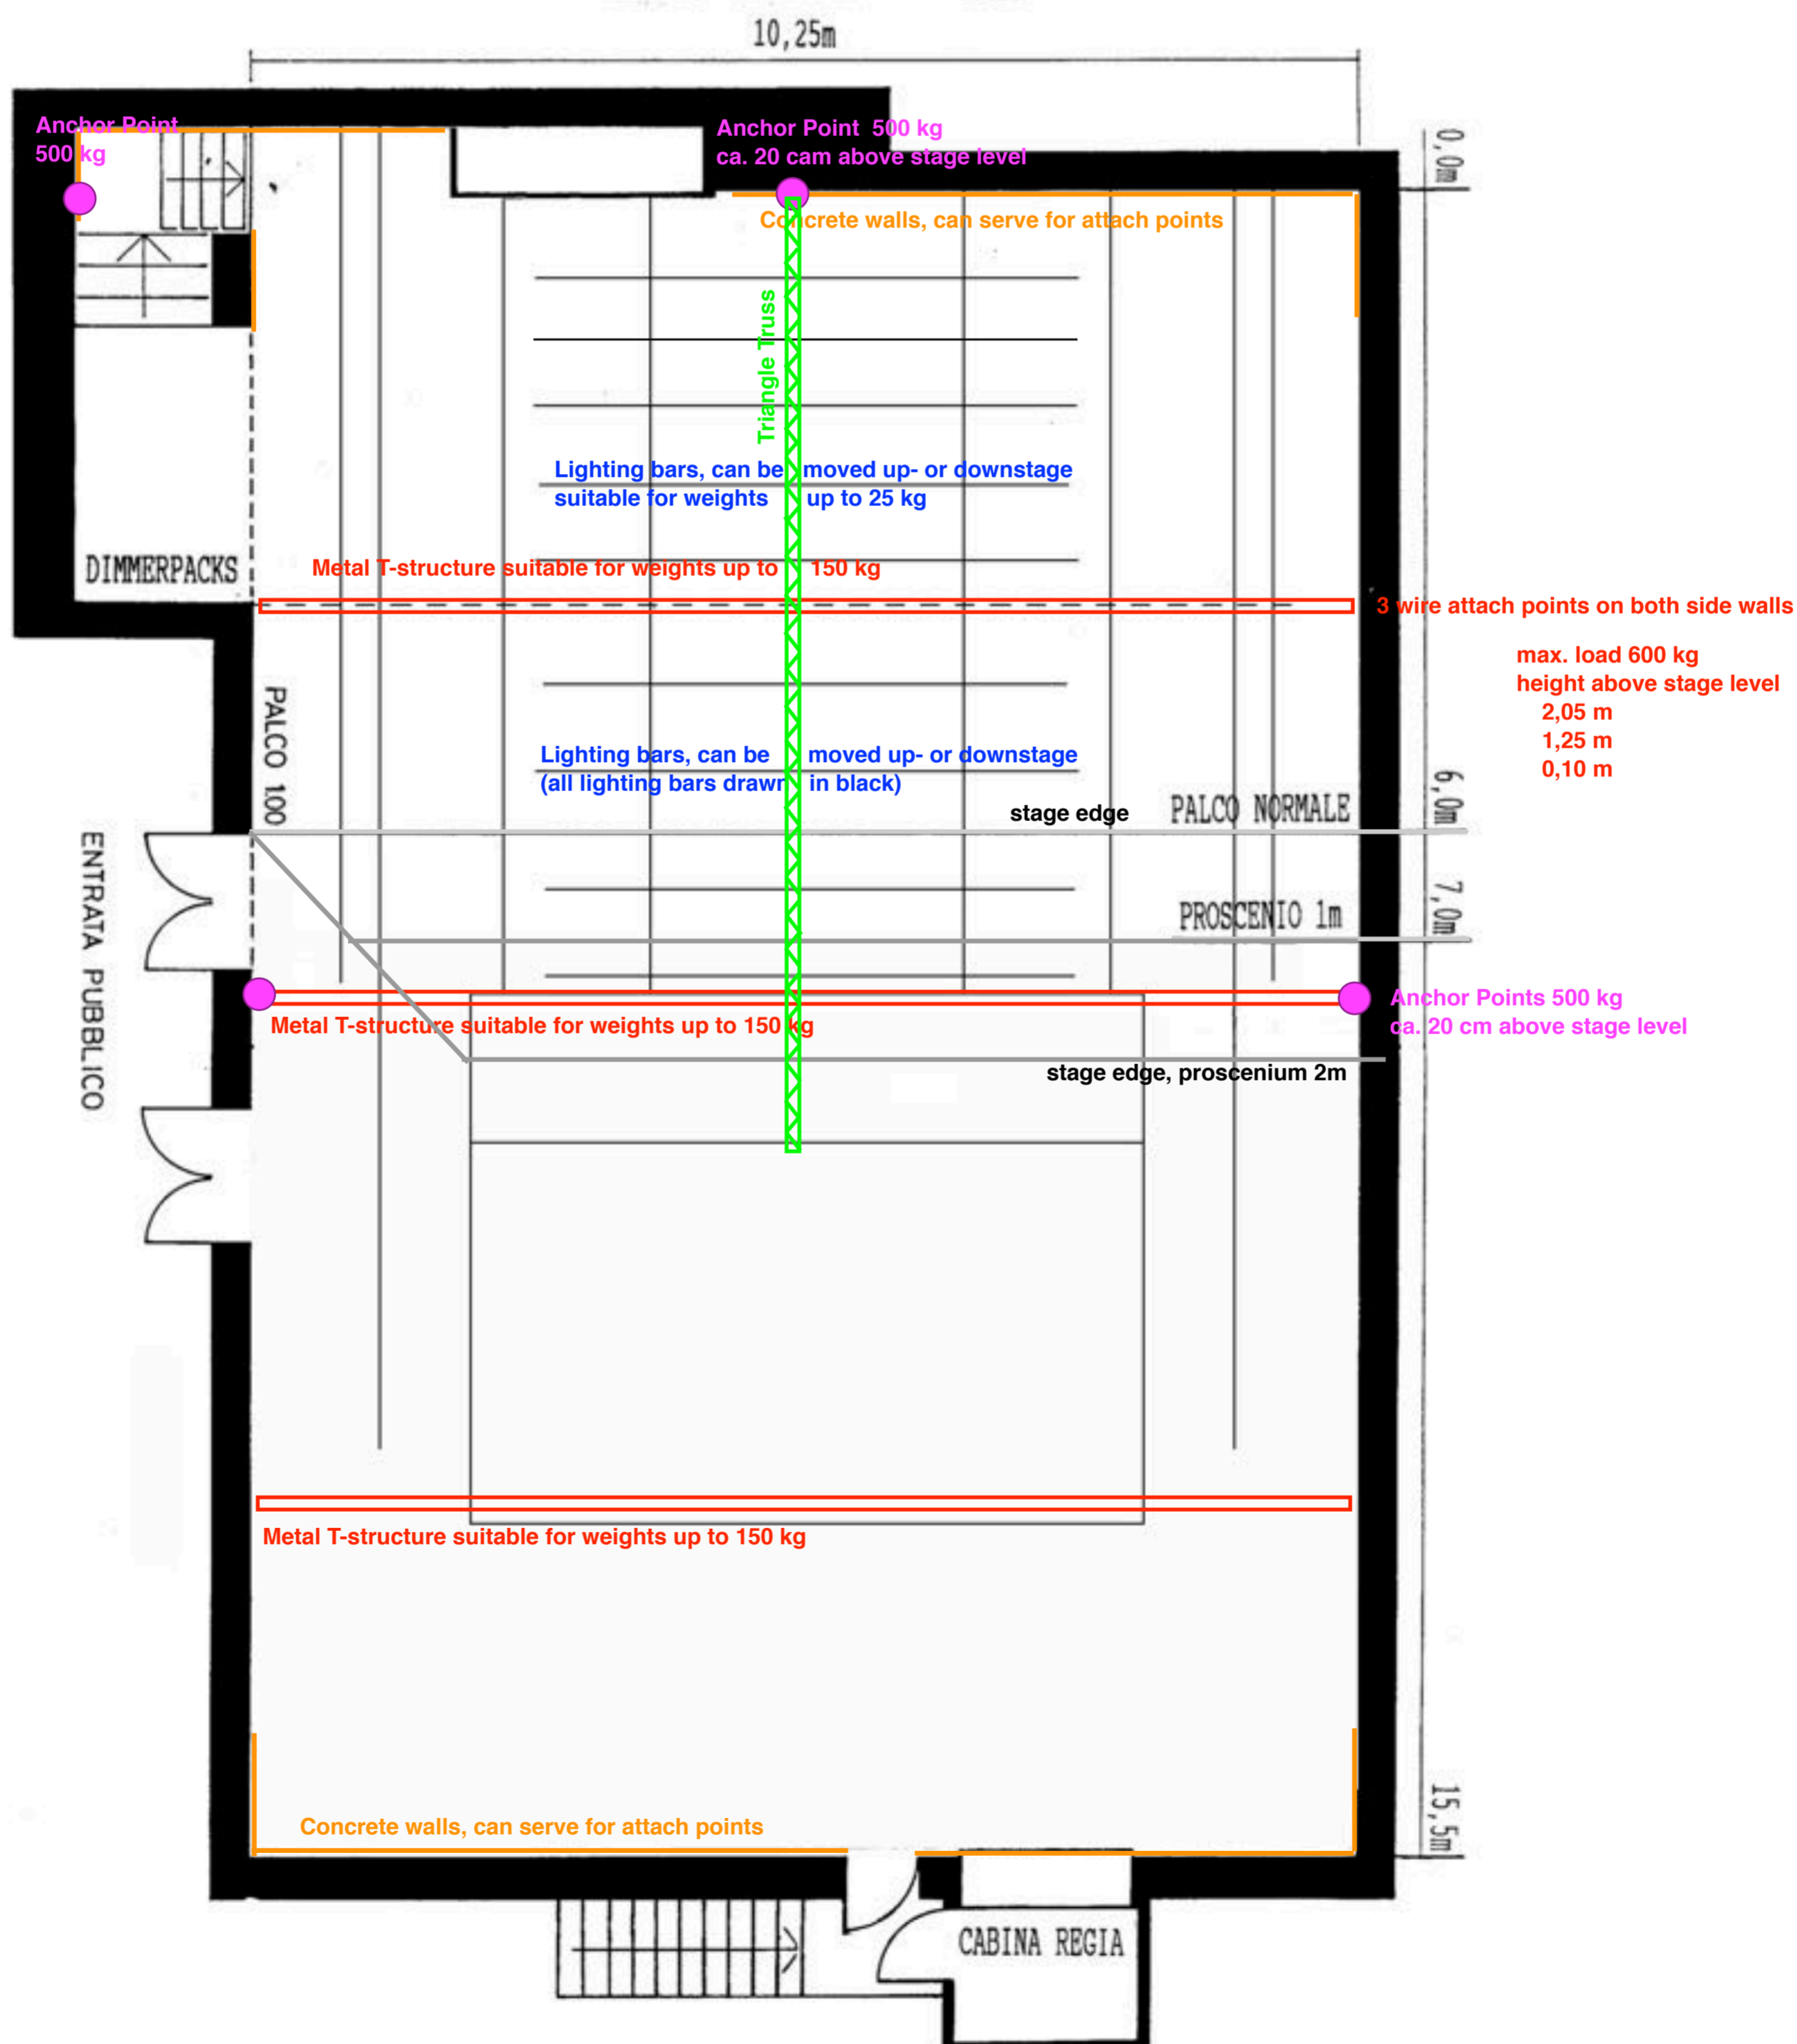 10,25m
Anchor Point
500 kg
Anchor Point 500 kg
ca. 20 cam above stage level
0,0m
Concrete walls, can serve for attach points
Triangle Truss
Lighting bars, can be moved up- or downstage
suitable for weights up to 25 kg
DIMMERPACKS
Metal T-structure suitable for weights up to 150 kg
3 wire attach points on both side walls
max. load 600 kg
height above stage level
2,05 m
1,25 m
0,10 m
PALCO 1.00
Lighting bars, can be moved up- or downstage
(all lighting bars drawn in black)
stage edge
PALCO NORMALE
6,0m
ENTRATA PUBBLICO
PROSCENIO 1m
7,0m
Anchor Points 500 kg
ca. 20 cm above stage level
Metal T-structure suitable for weights up to 150 kg
stage edge, proscenium 2m
Metal T-structure suitable for weights up to 150 kg
15,5m
Concrete walls, can serve for attach points
CABINA REGIA